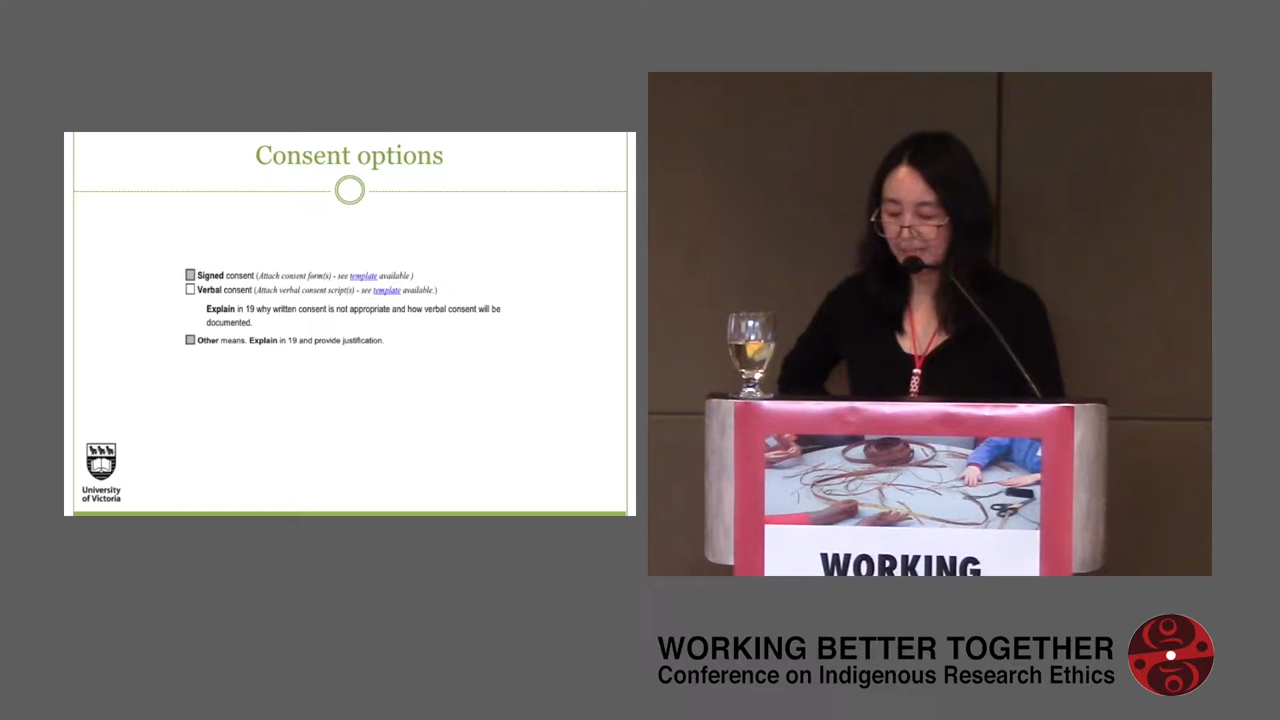 Consent options
Signed consent (Attach consent form(s) - see template available )
Verbal consent (Attach verbal consent script(s) - see template available.)
Explain in 19 why written consent is not appropriate and how verbal consent will be
documented.
Other means. Explain in 19 and provide justification.
University
of Victoria
WORKING
WORKING BETTER TOGETHER
Conference on Indigenous Research Ethics